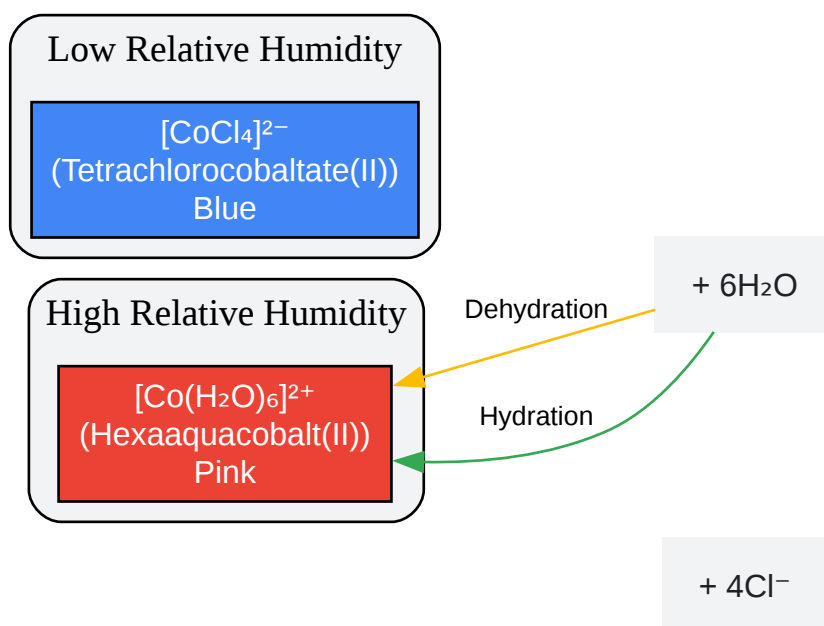 Low Relative Humidity
[CoCl₄]²⁻
(Tetrachlorocobaltate(II))
Blue
+ 6H₂O
High Relative Humidity
Dehydration
[Co(H₂O)₆]²⁺
(Hexaaquacobalt(II))
Pink
Hydration
+ 4Cl⁻